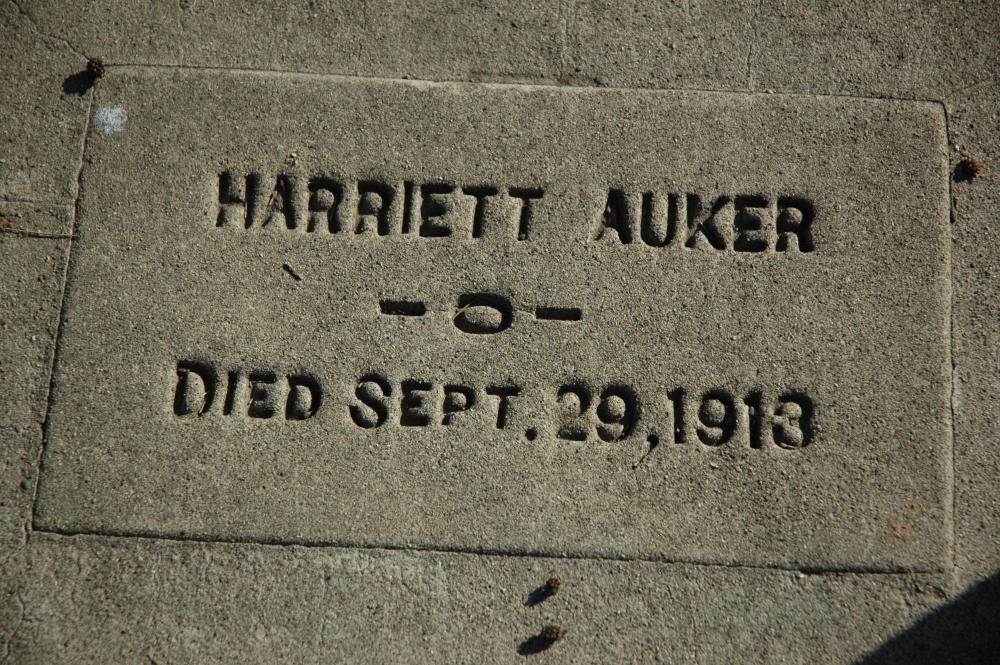 HARRIETT AUKER
-O-
DIED SEPT. 29, 1913